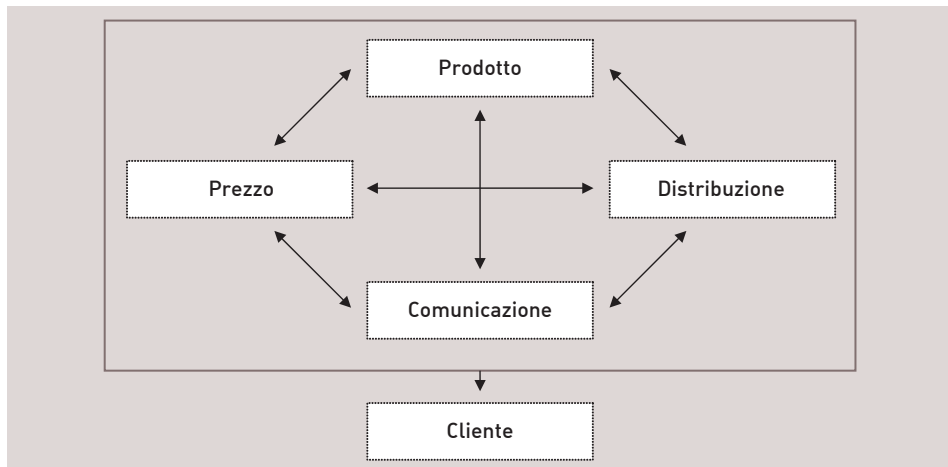 Prodotto
Prezzo
Distribuzione
Comunicazione
Cliente